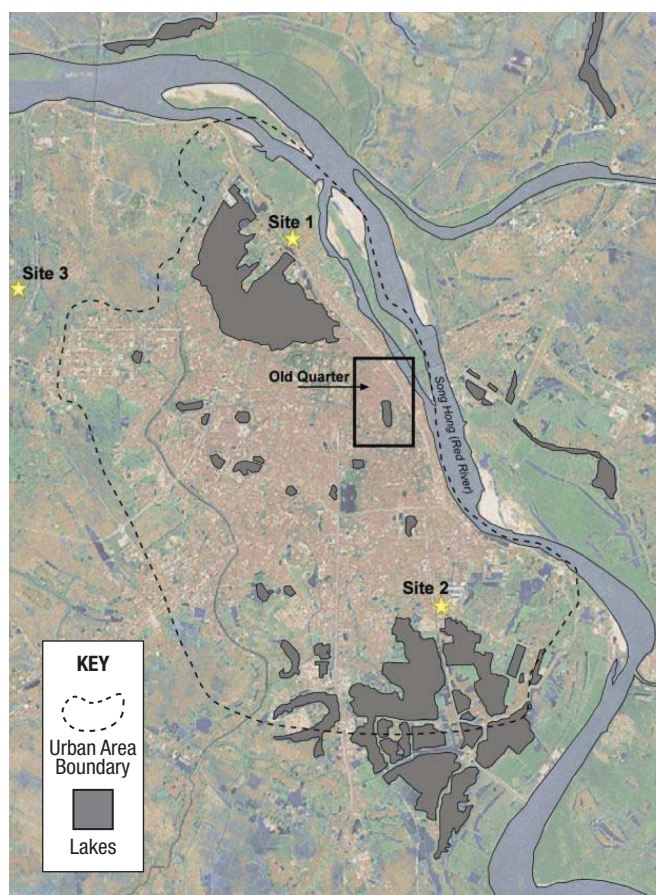 Site 1
Site 3
Old Quarter
Song Hong (Red River)
Site 2
KEY
Urban Area
Boundary
Lakes